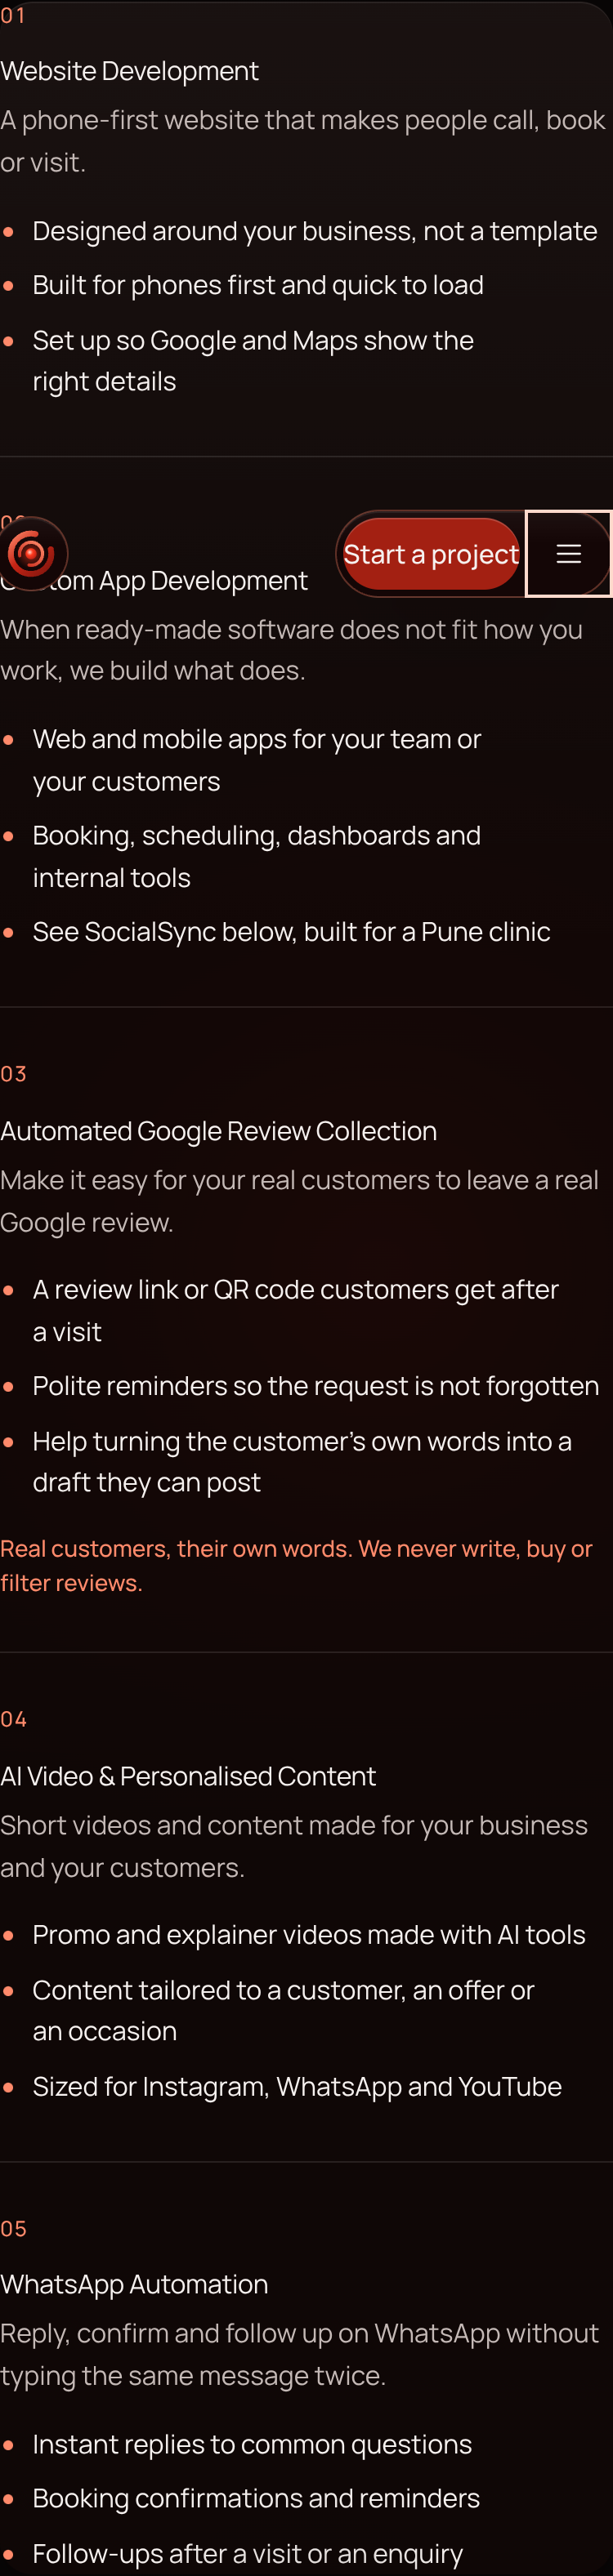 01
Website Development
A phone-first website that makes people call, book
or visit.
Designed around your business, not a template
Built for phones first and quick to load
Set up so Google and Maps show the
right details
Start a project
App Development
When ready-made software does not fit how you
work, we build what does.
Web and mobile apps for your team or
your customers
Booking, scheduling, dashboards and
internal tools
See SocialSync below, built for a Pune clinic
03
Automated Google Review Collection
Make it easy for your real customers to leave a real
Google review.
A review link or QR code customers get after
a visit
Polite reminders so the request is not forgotten
Help turning the customer’s own words into a
draft they can post
Real customers, their own words. We never write, buy or
filter reviews.
04
AI Video & Personalised Content
Short videos and content made for your business
and your customers.
Promo and explainer videos made with AI tools
Content tailored to a customer, an offer or
an occasion
Sized for Instagram, WhatsApp and YouTube
05
WhatsApp Automation
Reply, confirm and follow up on WhatsApp without
typing the same message twice.
Instant replies to common questions
Booking confirmations and reminders
Follow-ups after a visit or an enquiry